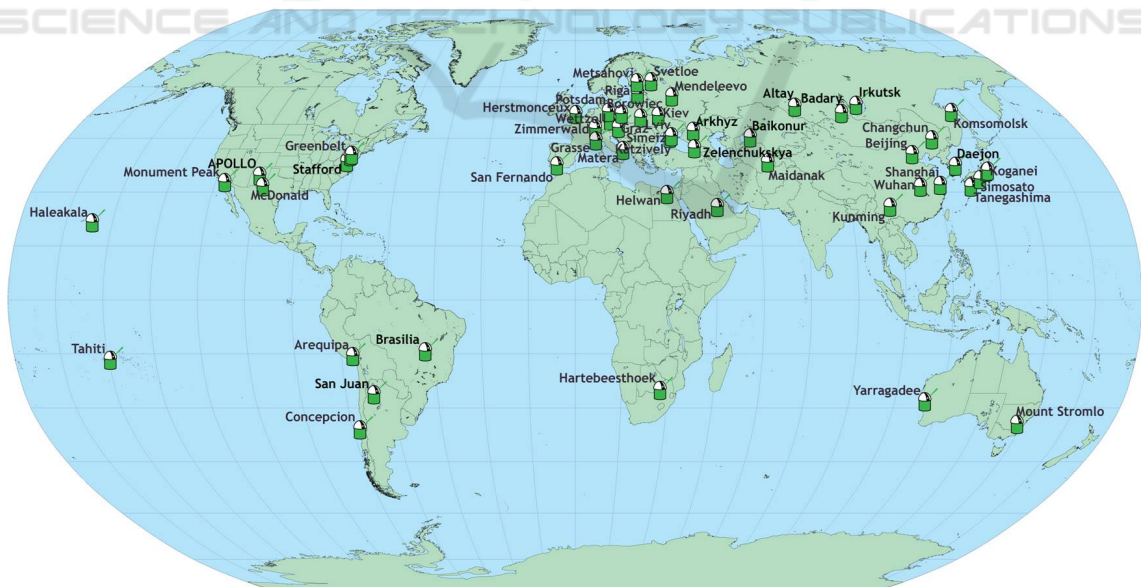 SCIENCE AND TECHNOLOGY PUBLICATIONS
Metsahovi
Svetloe
Riga
Mendeleevo
Potsdam
Borowiec
Herstmonceux
Kiev
Wettzell
Lviv
Zimmerwald
Graz
Simeiz
Arkhyz
Grasse
Katzively
Matera
Zelenchukskya
San Fernando
Altay
Badary
Irkutsk
Baikonur
Komsomolsk
Changchun
Beijing
Maidanak
Daejon
Koganei
Shanghai
Simosato
Wuhan
Tanegashima
Kunming
Greenbelt
APOLLO
Stafford
Monument Peak
McDonald
Haleakala
Helwan
Riyadh
Tahiti
Arequipa
Brasilia
San Juan
Concepcion
Hartebeesthoek
Yarragadee
Mount Stromlo